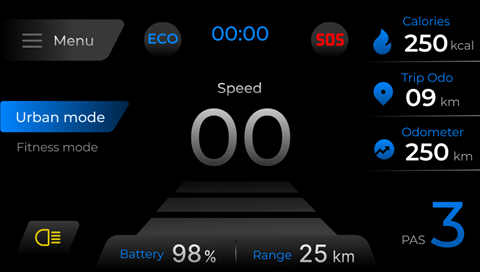 Menu
ECO
00:00
SOS
Calories
250 kcal
Speed
00
Trip Odo
09 km
Urban mode
Fitness mode
Odometer
250 km
PAS 3
Battery 98% Range 25 km